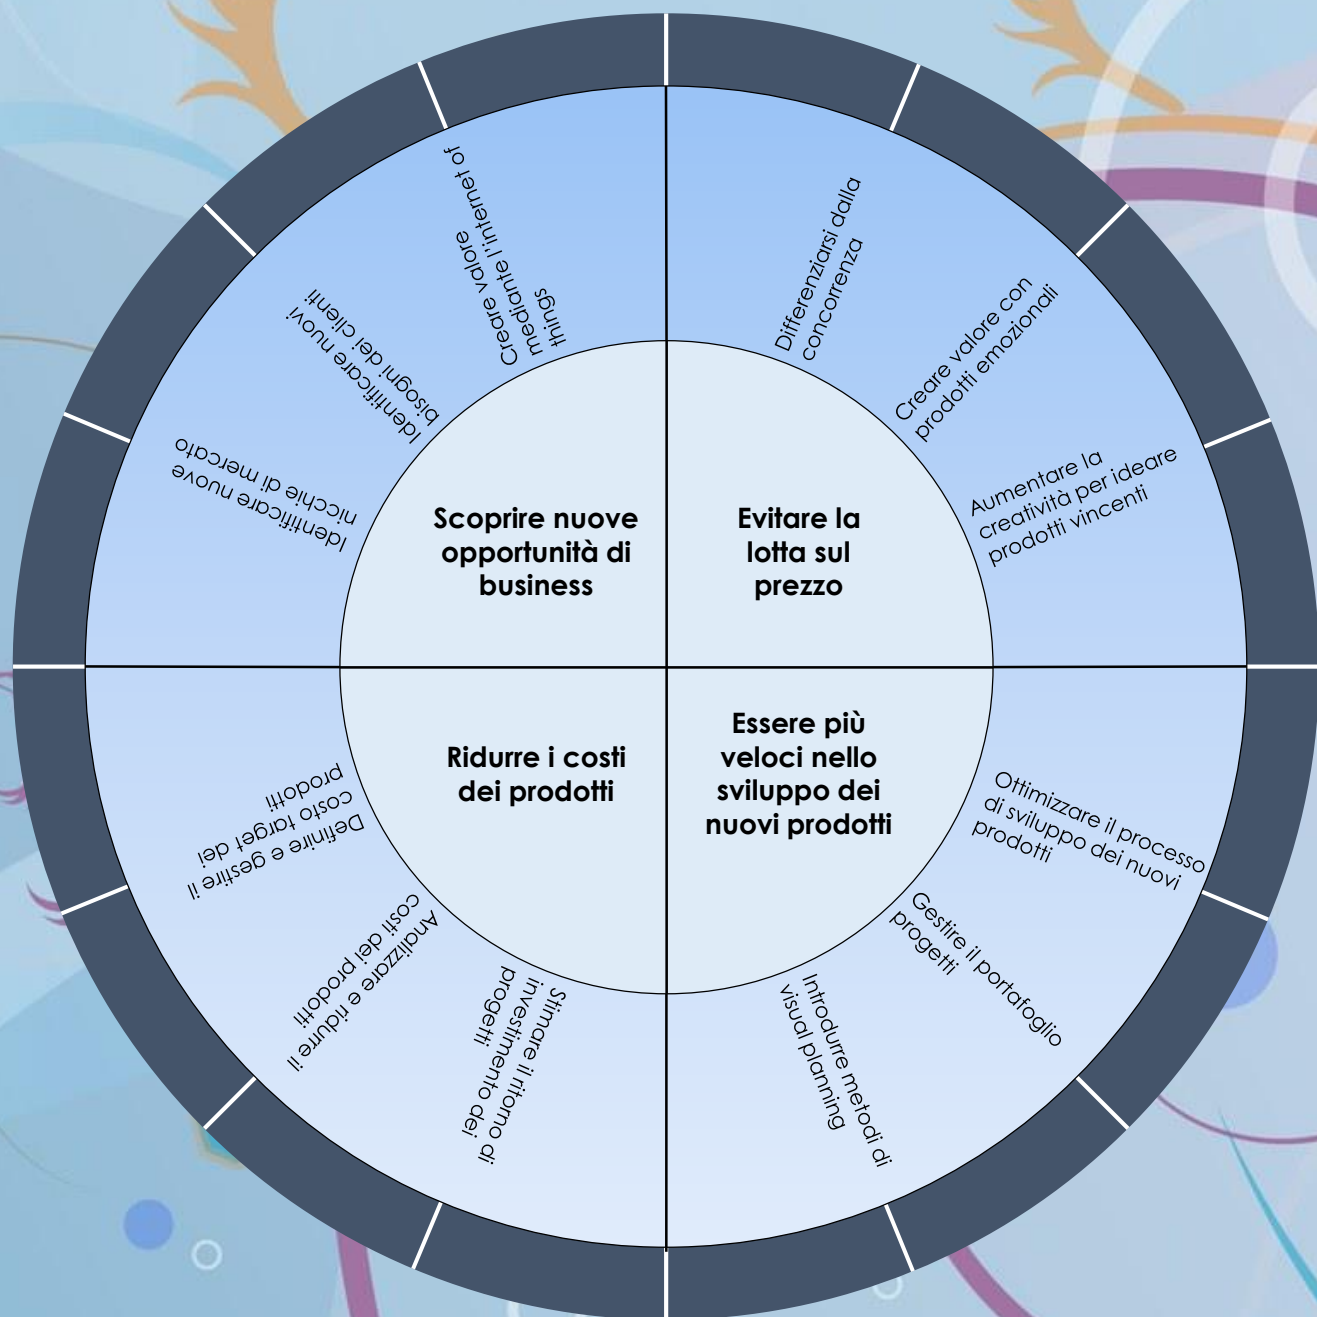 Creare valore
mediante l'internet of
things
Identificare nuovi
bisogni dei clienti
Identificare nuove
nicchie di mercato
Scoprire nuove
opportunità di
business
Differenziarsi dalla
concorrenza
Creare valore con
prodotti emozionali
Aumentare la
creatività per ideare
prodotti vincenti
Evitare la
lotta sul
prezzo
Ridurre i costi
dei prodotti
Definire e gestire il
costo target dei
prodotti
Analizzare e ridurre il
costi dei prodotti
Stimare il ritorno di
investimento dei
progetti
Essere più
veloci nello
sviluppo dei
nuovi prodotti
Ottimizzare il processo
di sviluppo dei nuovi
prodotti
Gestire il portafoglio
progetti
Introdurre metodi di
visual planning